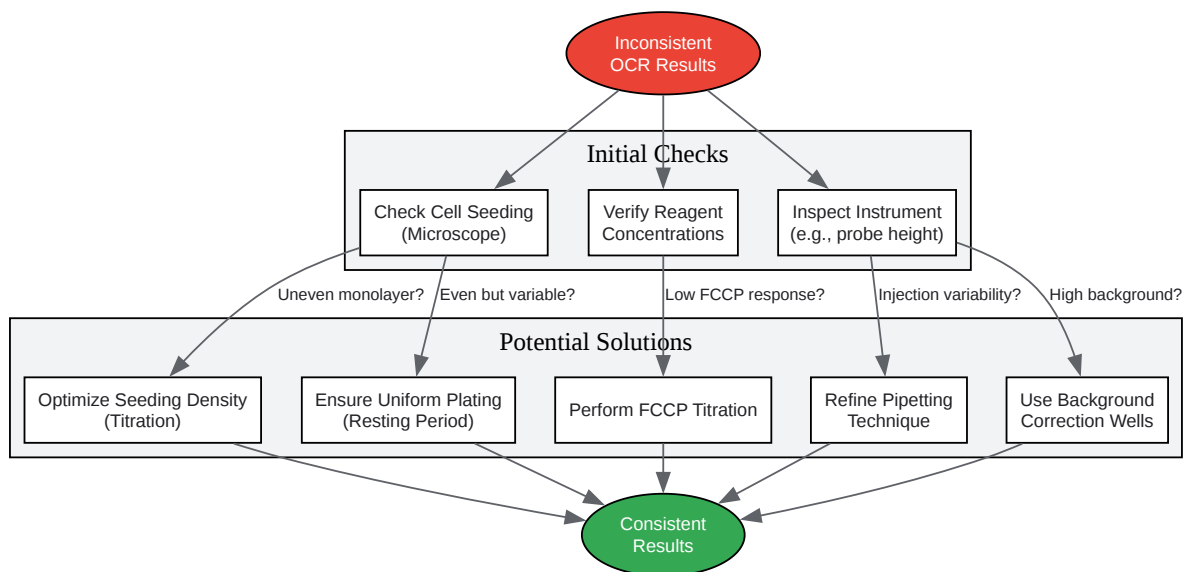 Inconsistent
OCR Results
Initial Checks
Check Cell Seeding
(Microscope)
Verify Reagent
Concentrations
Inspect Instrument
(e.g., probe height)
Uneven monolayer?
Even but variable?
Low FCCP response?
Injection variability?
High background?
Potential Solutions
Optimize Seeding Density
(Titration)
Ensure Uniform Plating
(Resting Period)
Perform FCCP Titration
Refine Pipetting
Technique
Use Background
Correction Wells
Consistent
Results